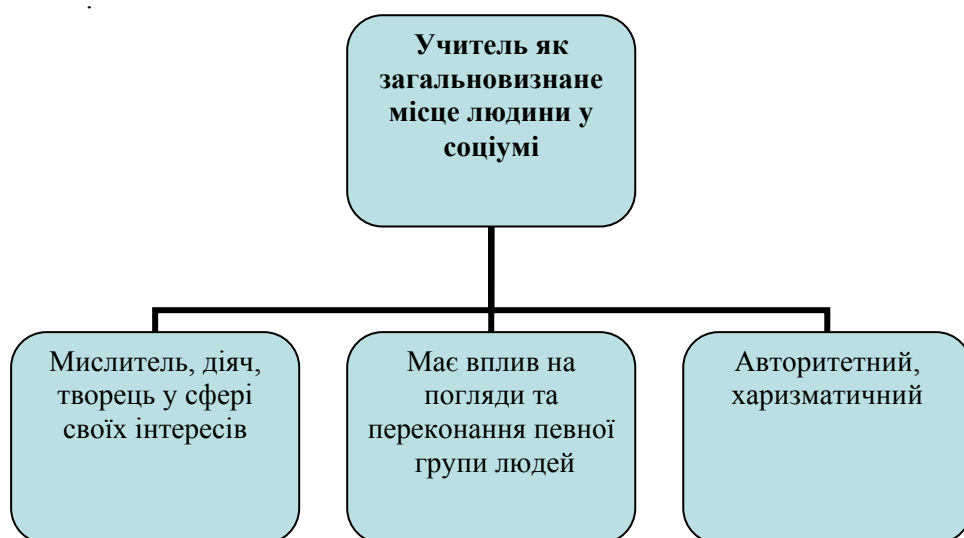 Учитель як
загальновизнане
місце людини у
соціумі
Мислитель, діяч,
творець у сфері
своїх інтересів
Має вплив на
погляди та
переконання певної
групи людей
Авторитетний,
харизматичний